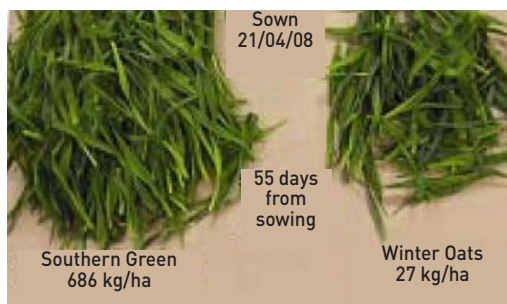 Sown
21/04/08
55 days
from
sowing
Southern Green
686 kg/ha
Winter Oats
27 kg/ha